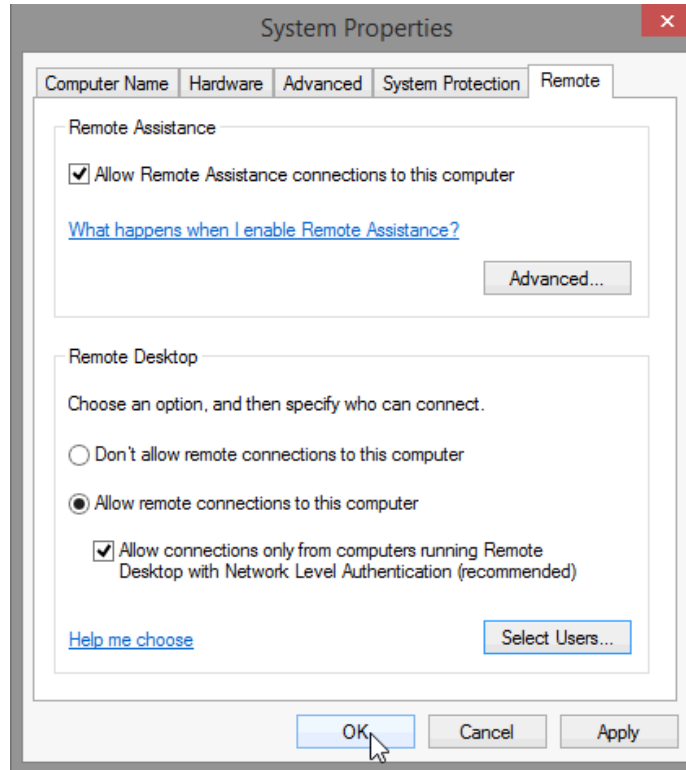 System Properties
Computer Name
Hardware
Advanced
System Protection
Remote
Remote Assistance
Allow Remote Assistance connections to this computer
What happens when I enable Remote Assistance?
Advanced...
Remote Desktop
Choose an option, and then specify who can connect.
Don't allow remote connections to this computer
Allow remote connections to this computer
Allow connections only from computers running Remote
Desktop with Network Level Authentication (recommended)
Help me choose
Select Users...
OK
Cancel
Apply